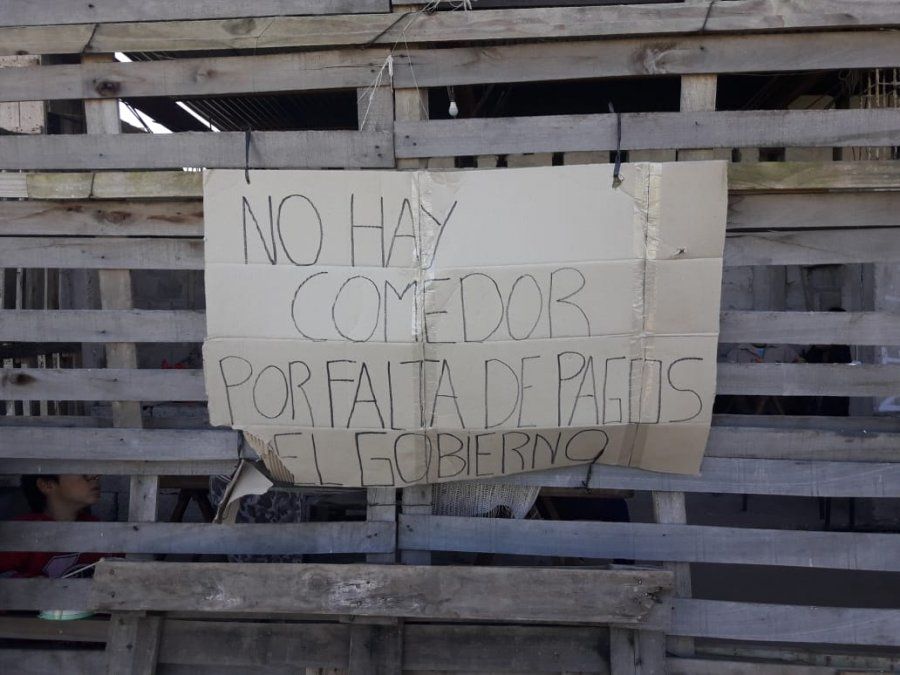 NO HAY
COMEDOR
POR FALTA DE PAGOS
EL GOBIERNO